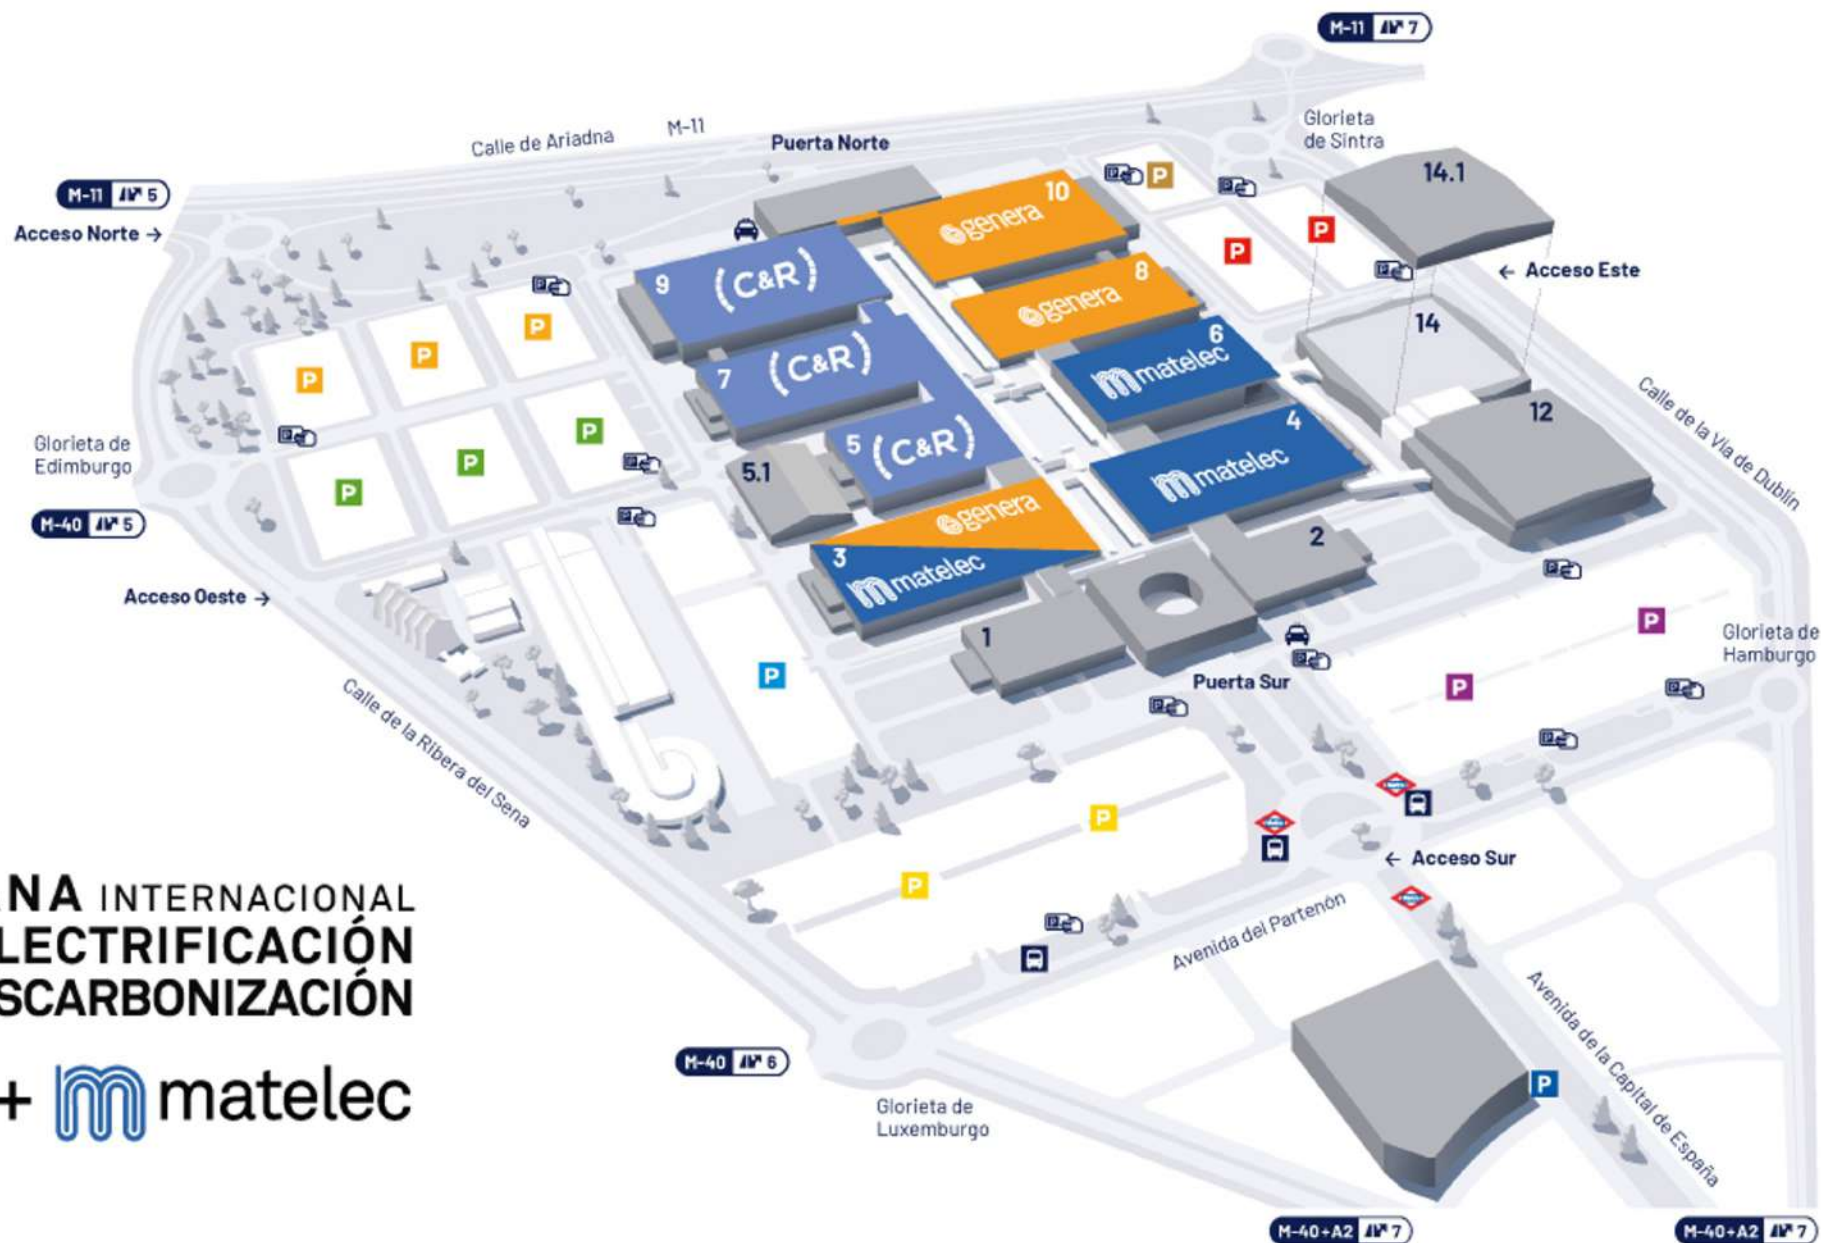 M-11 7
Glorieta
de Sintra
Calle de Ariadna
M-11
Puerta Norte
14.1
M-11 5
Acceso Norte →
10
genera
P
P
P
← Acceso Este
9
(C&R)
8
genera
14
6
matelec
P
P
P
7
(C&R)
12
Calle de la Vía de Dublín
4
matelec
5
(C&R)
5.1
Glorieta de
Edimburgo
P
P
P
M-40 5
genera
3
matelec
2
Acceso Oeste →
1
P
P
P
Puerta Sur
Glorieta de
Hamburgo
Calle de la Ribera del Sena
P
P
← Acceso Sur
Avenida del Partenón
Avenida de la Capital de España
P
NA INTERNACIONAL
LECTRIFICACIÓN
SCARBONIZACIÓN
+ matelec
M-40 6
Glorieta de
Luxemburgo
M-40+A2 7
M-40+A2 7